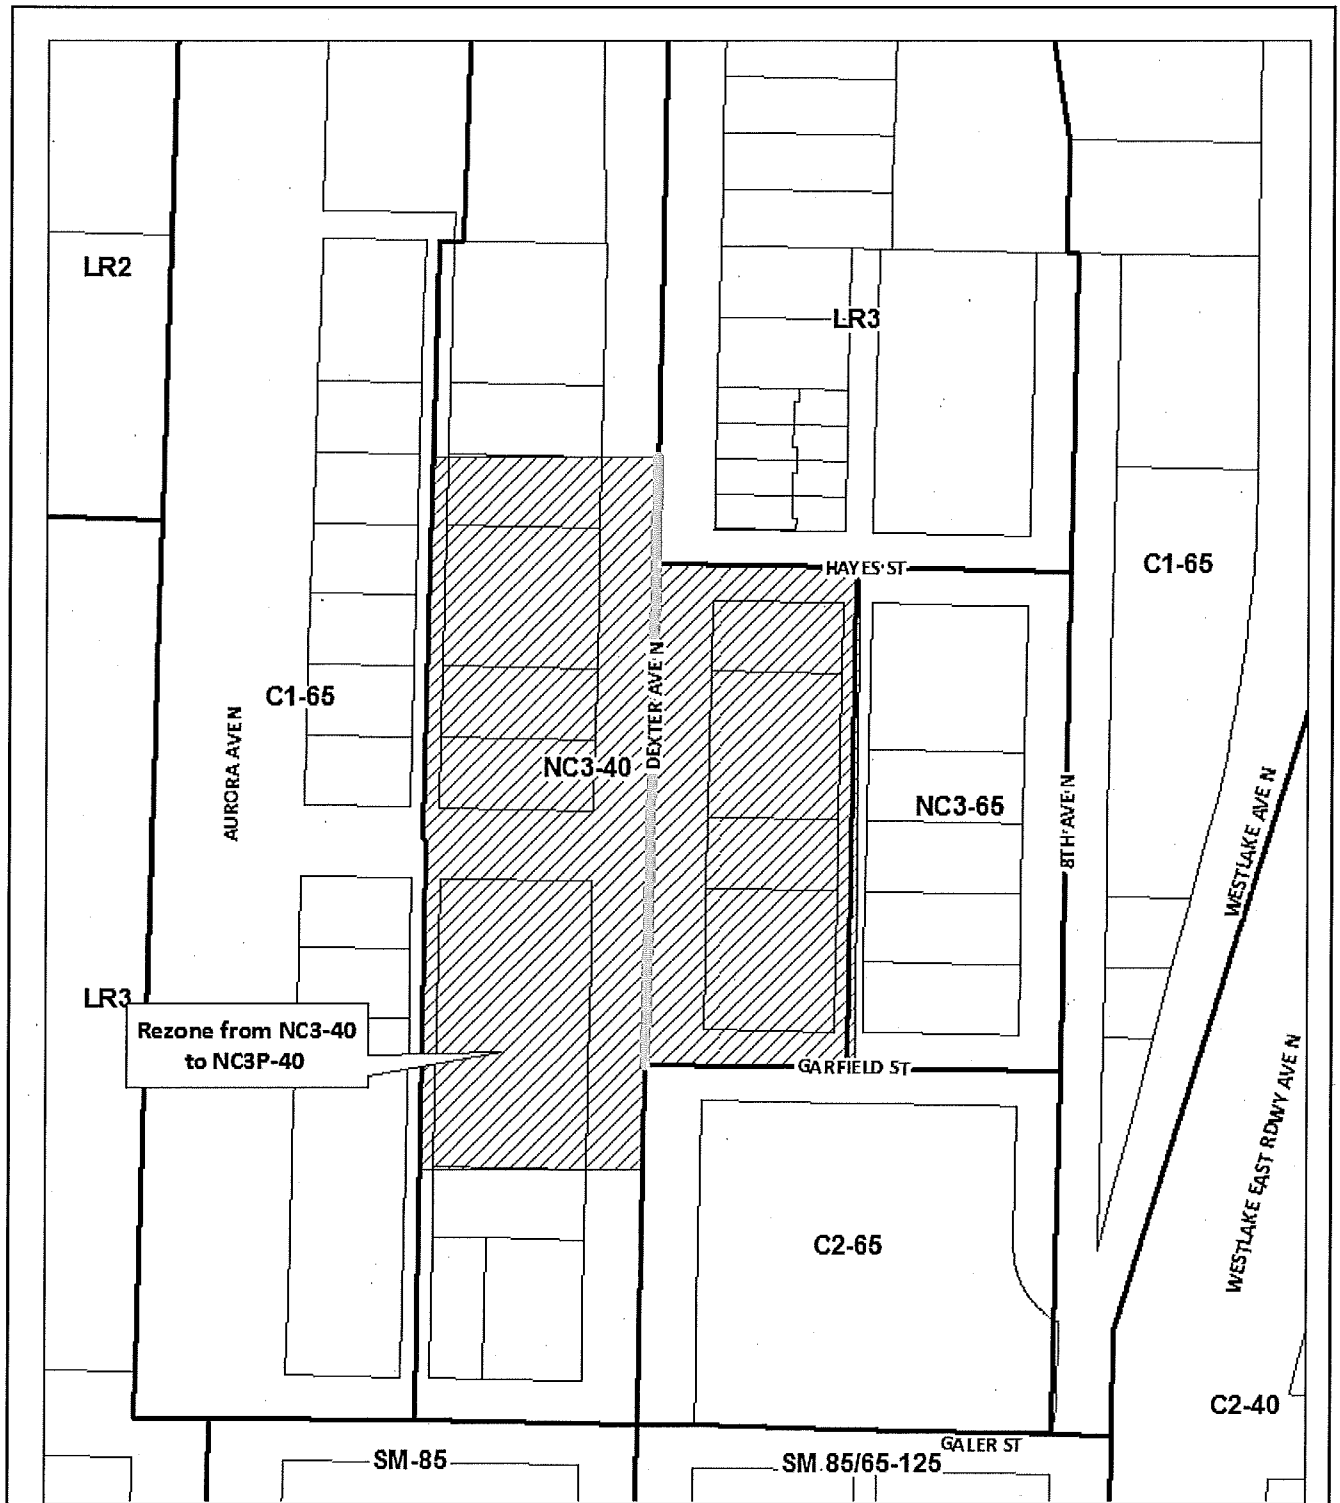 LR2
LR3
HAYES ST
C1-65
C1-65
DEXTER AVE N
AURORA AVE N
NC3-40
NC3-65
8TH AVE N
WESTLAKE AVE N
LR3
Rezone from NC3-40
to NC3P-40
GARFIELD ST
WESTLAKE EAST RDWY AVE N
C2-65
C2-40
GALER ST
SM-85
SM 85/65-125